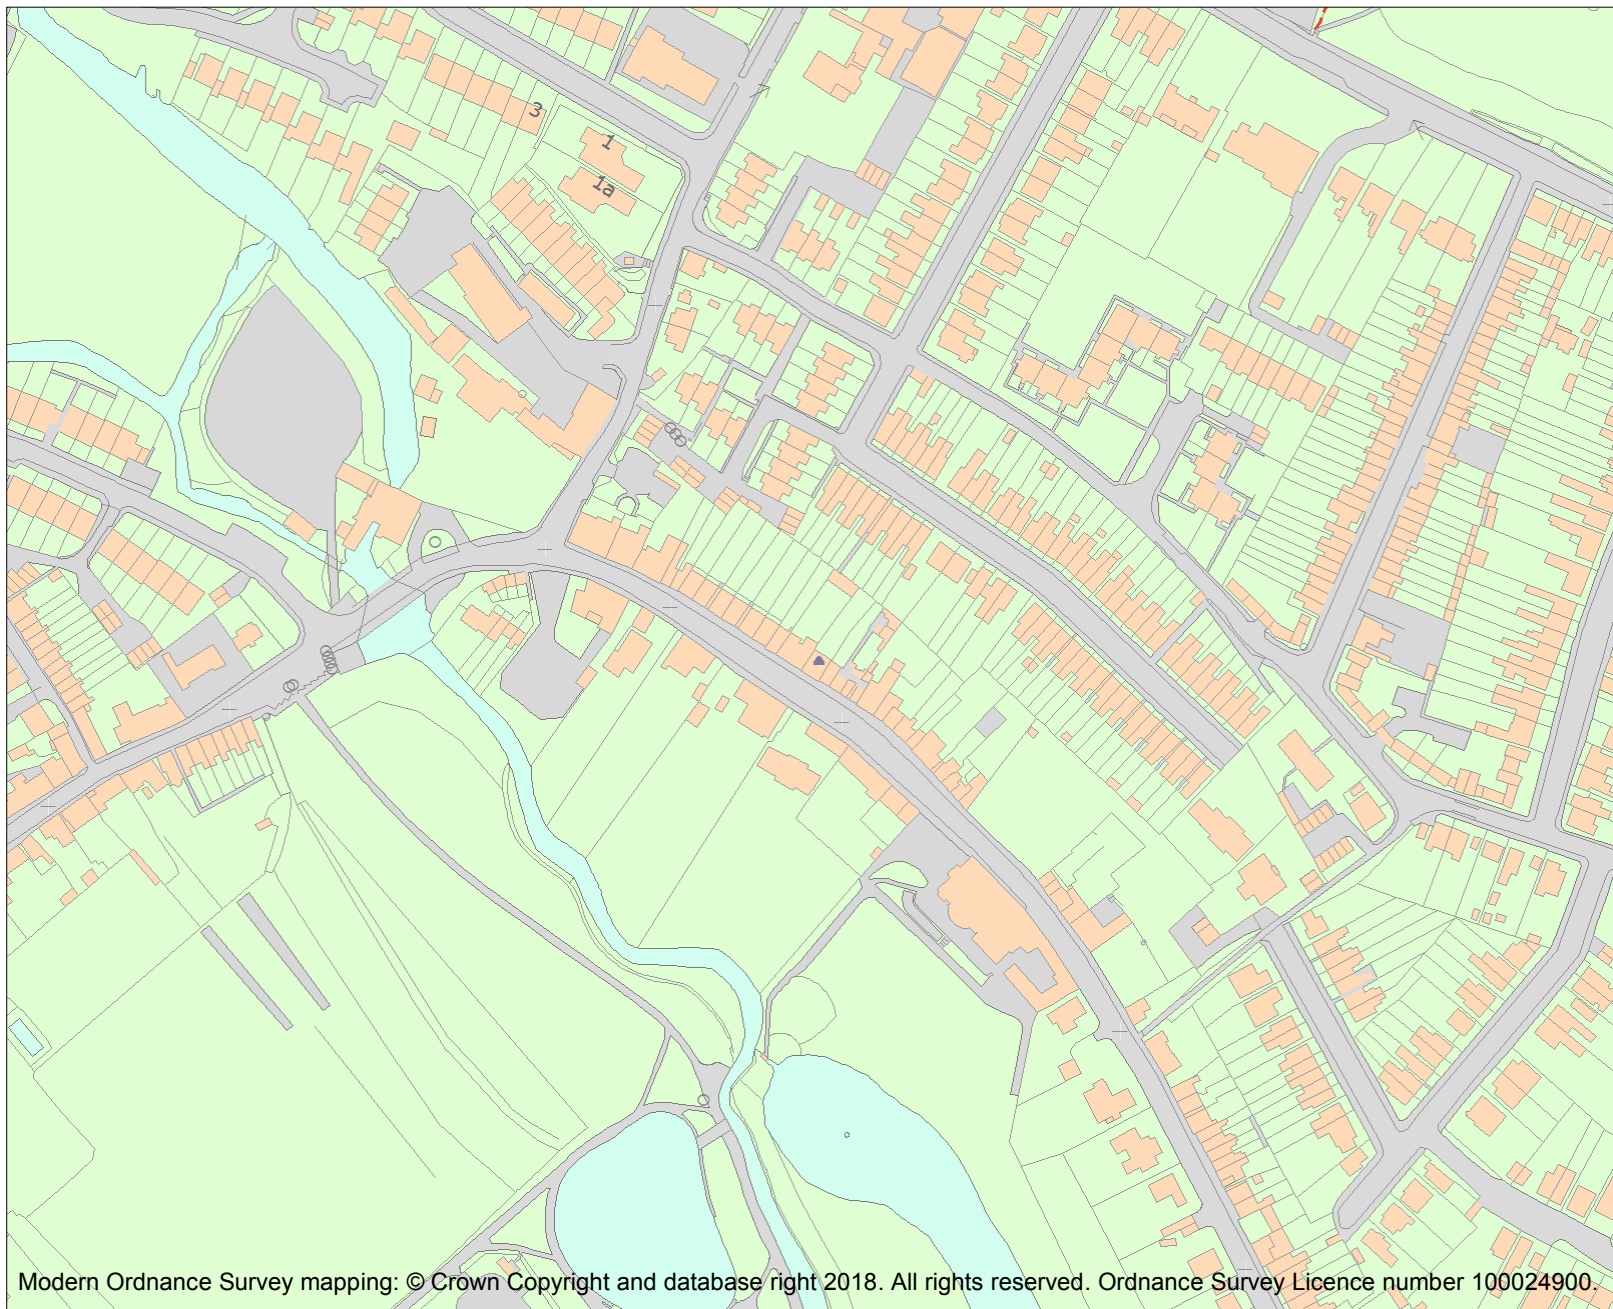 3
1
1a
Modern Ordnance Survey mapping: © Crown Copyright and database right 2018. All rights reserved. Ordnance Survey Licence number 100024900.